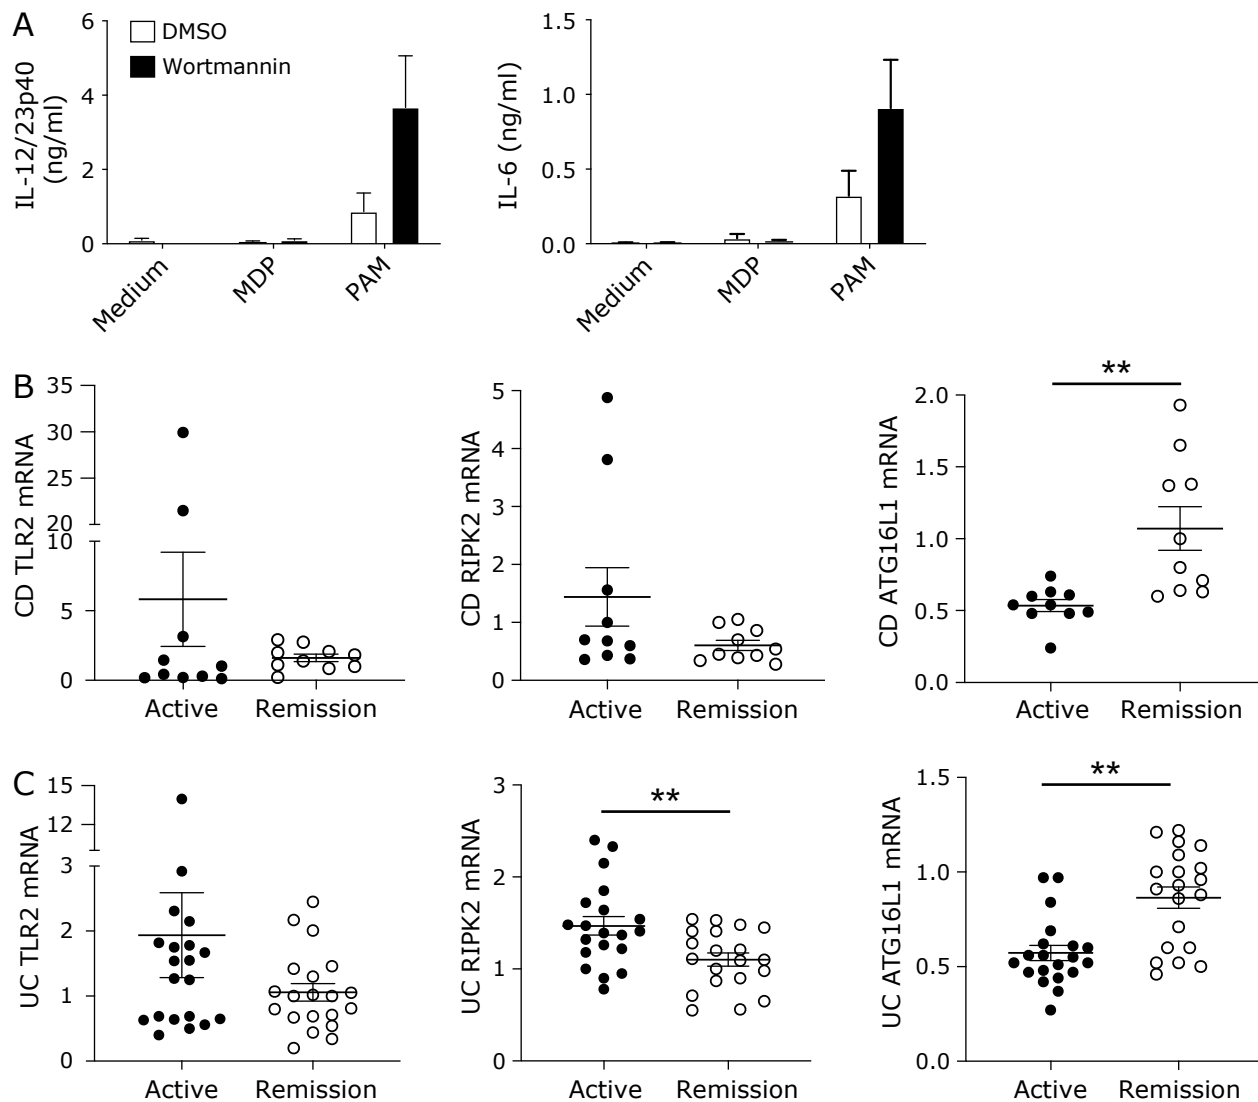 A
IL-12/23p40
(ng/ml)
6
4
2
0
DMSO
Wortmannin
Medium
MDP
PAM
IL-6 (ng/ml)
1.5
1.0
0.5
0.0
Medium
MDP
PAM
B
CD TLR2 mRNA
35
30
25
20
10
5
0
Active
Remission
CD RIPK2 mRNA
5
4
3
2
1
0
Active
Remission
CD ATG16L1 mRNA
2.0
1.5
1.0
0.5
0.0
**
Active
Remission
C
UC TLR2 mRNA
15
12
3
2
1
0
Active
Remission
UC RIPK2 mRNA
3
2
1
0
**
Active
Remission
UC ATG16L1 mRNA
1.5
1.0
0.5
0.0
**
Active
Remission